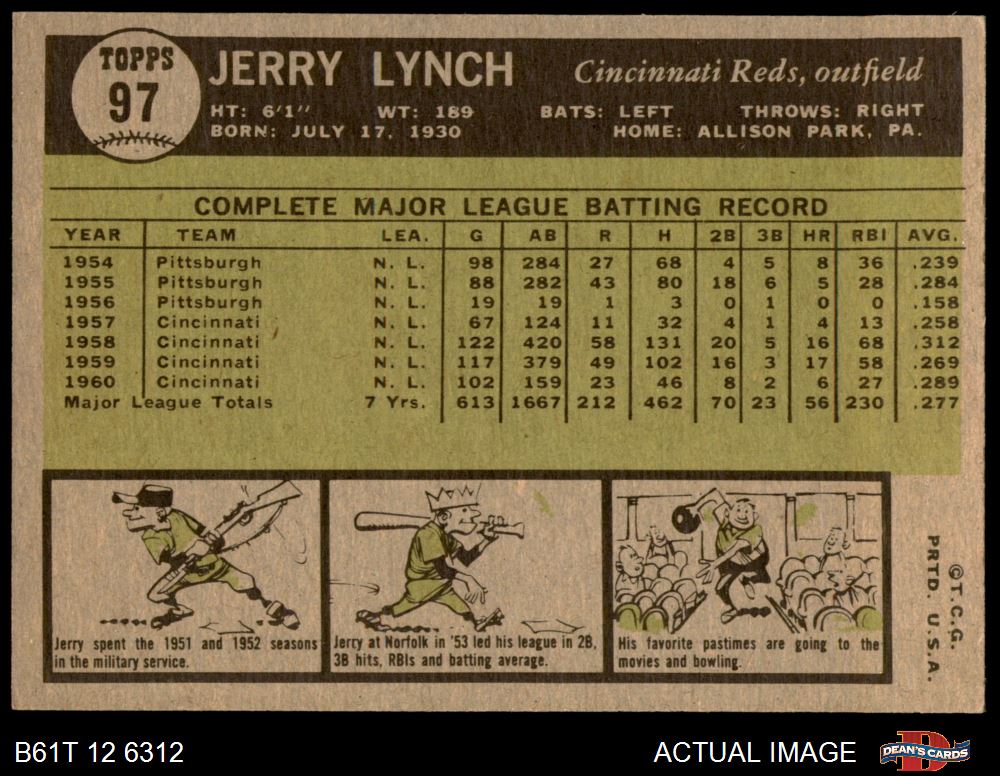 TOPPS
97
JERRY LYNCH
Cincinnati Reds, outfield
HT: 6'1" WT: 189 BATS: LEFT THROWS: RIGHT
BORN: JULY 17, 1930 HOME: ALLISON PARK, PA.
COMPLETE MAJOR LEAGUE BATTING RECORD
YEAR TEAM LEA. G AB R H 2B 3B HR RBI AVG.
1954 Pittsburgh N. L. 98 284 27 68 4 5 8 36 .239
1955 Pittsburgh N. L. 88 282 43 80 18 6 5 28 .284
1956 Pittsburgh N. L. 19 19 1 3 0 1 0 0 .158
1957 Cincinnati N. L. 67 124 11 32 4 1 4 13 .258
1958 Cincinnati N. L. 122 420 58 131 20 5 16 68 .312
1959 Cincinnati N. L. 117 379 49 102 16 3 17 58 .269
1960 Cincinnati N. L. 102 159 23 46 8 2 6 27 .289
Major League Totals 7 Yrs. 613 1667 212 462 70 23 56 230 .277
Jerry spent the 1951 and 1952 seasons
in the military service.
Jerry at Norfolk in '53 led his league in 2B,
3B hits, RBIs and batting average.
His favorite pastimes are going to the
movies and bowling.
©T.C.G.
PRTD. U.S.A.
B61T 12 6312
ACTUAL IMAGE
DEAN'S CARDS